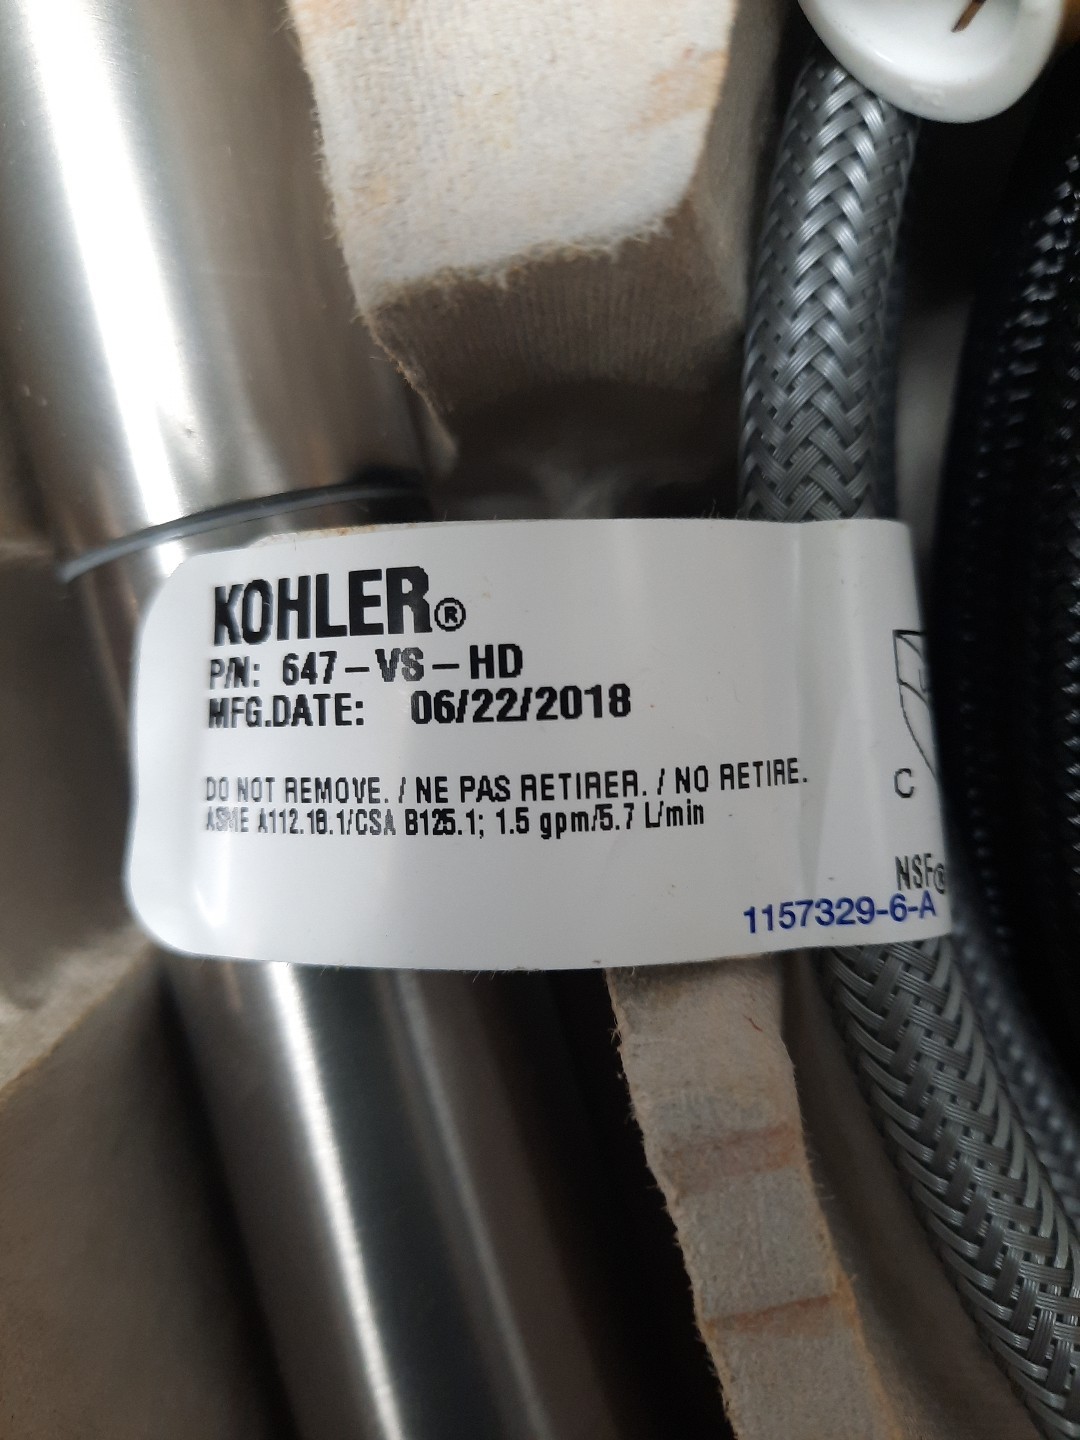 KOHLER®
P/N: 647-VS-HD
MFG.DATE: 06/22/2018
DO NOT REMOVE. / NE PAS RETIRER. / NO RETIRE.
ASME A112.18.1/CSA B125.1; 1.5 gpm/5.7 L/min
C
NSF®
1157329-6-A